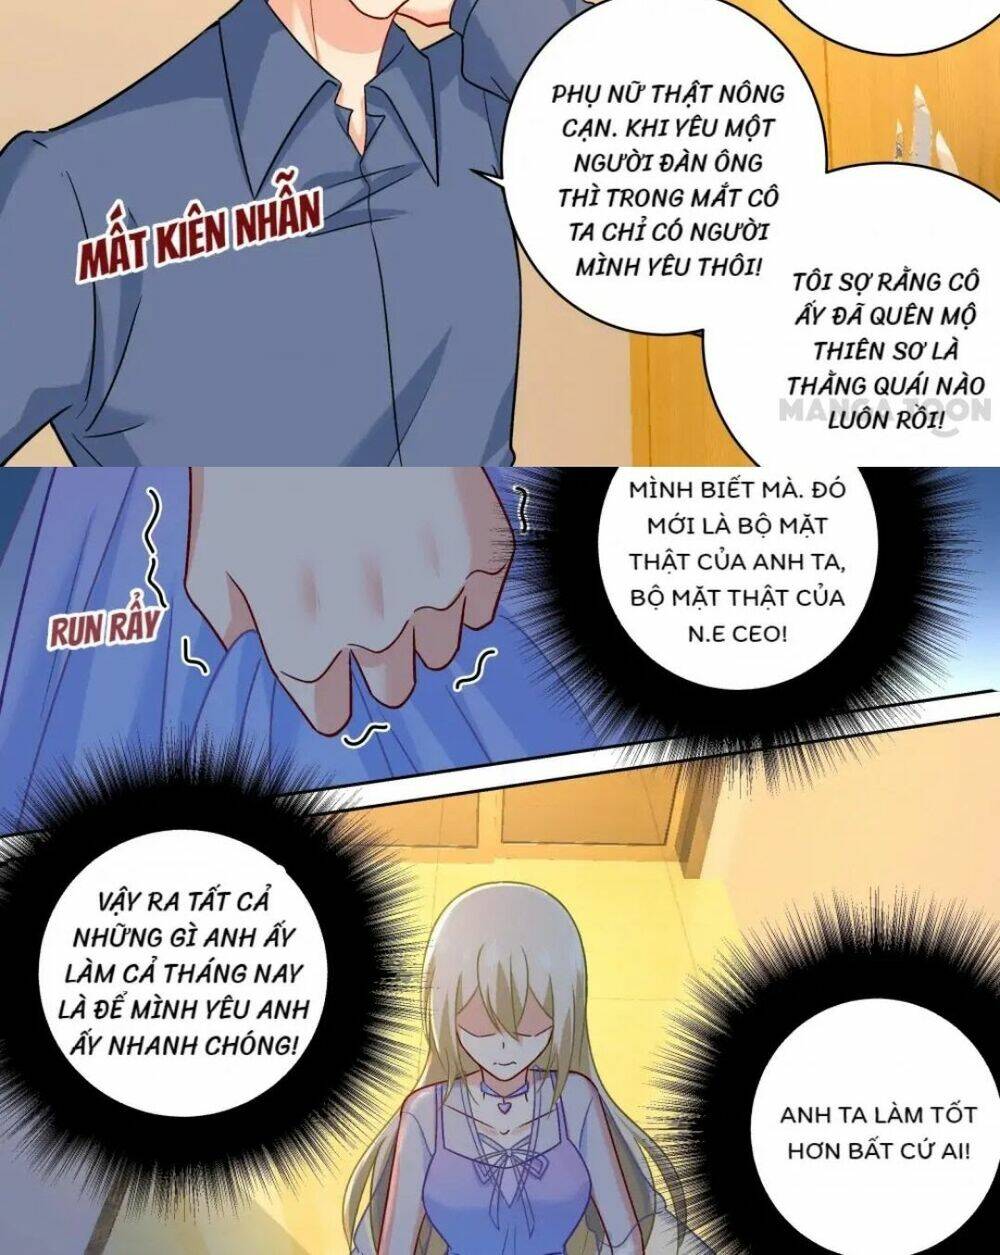 PHỤ NỮ THẬT NÔNG
CẠN. KHI YÊU MỘT
NGƯỜI ĐÀN ÔNG
THÌ TRONG MẮT CÔ
TA CHỈ CÓ NGƯỜI
MÌNH YÊU THÔI!
MẤT KIÊN NHẪN
TÔI SỢ RẰNG CÔ
ẤY ĐÃ QUÊN MỘ
THIÊN SƠ LÀ
THẰNG QUÁI NÀO
LUÔN RỒI!
MANGATOON
MÌNH BIẾT MÀ. ĐÓ
MỚI LÀ BỘ MẶT
THẬT CỦA ANH TA,
BỘ MẶT THẬT CỦA
N.E CEO!
RUN RẨY
VẬY RA TẤT CẢ
NHỮNG GÌ ANH ẤY
LÀM CẢ THÁNG NAY
LÀ ĐỂ MÌNH YÊU ANH
ẤY NHANH CHÓNG!
ANH TA LÀM TỐT
HƠN BẤT CỨ AI!